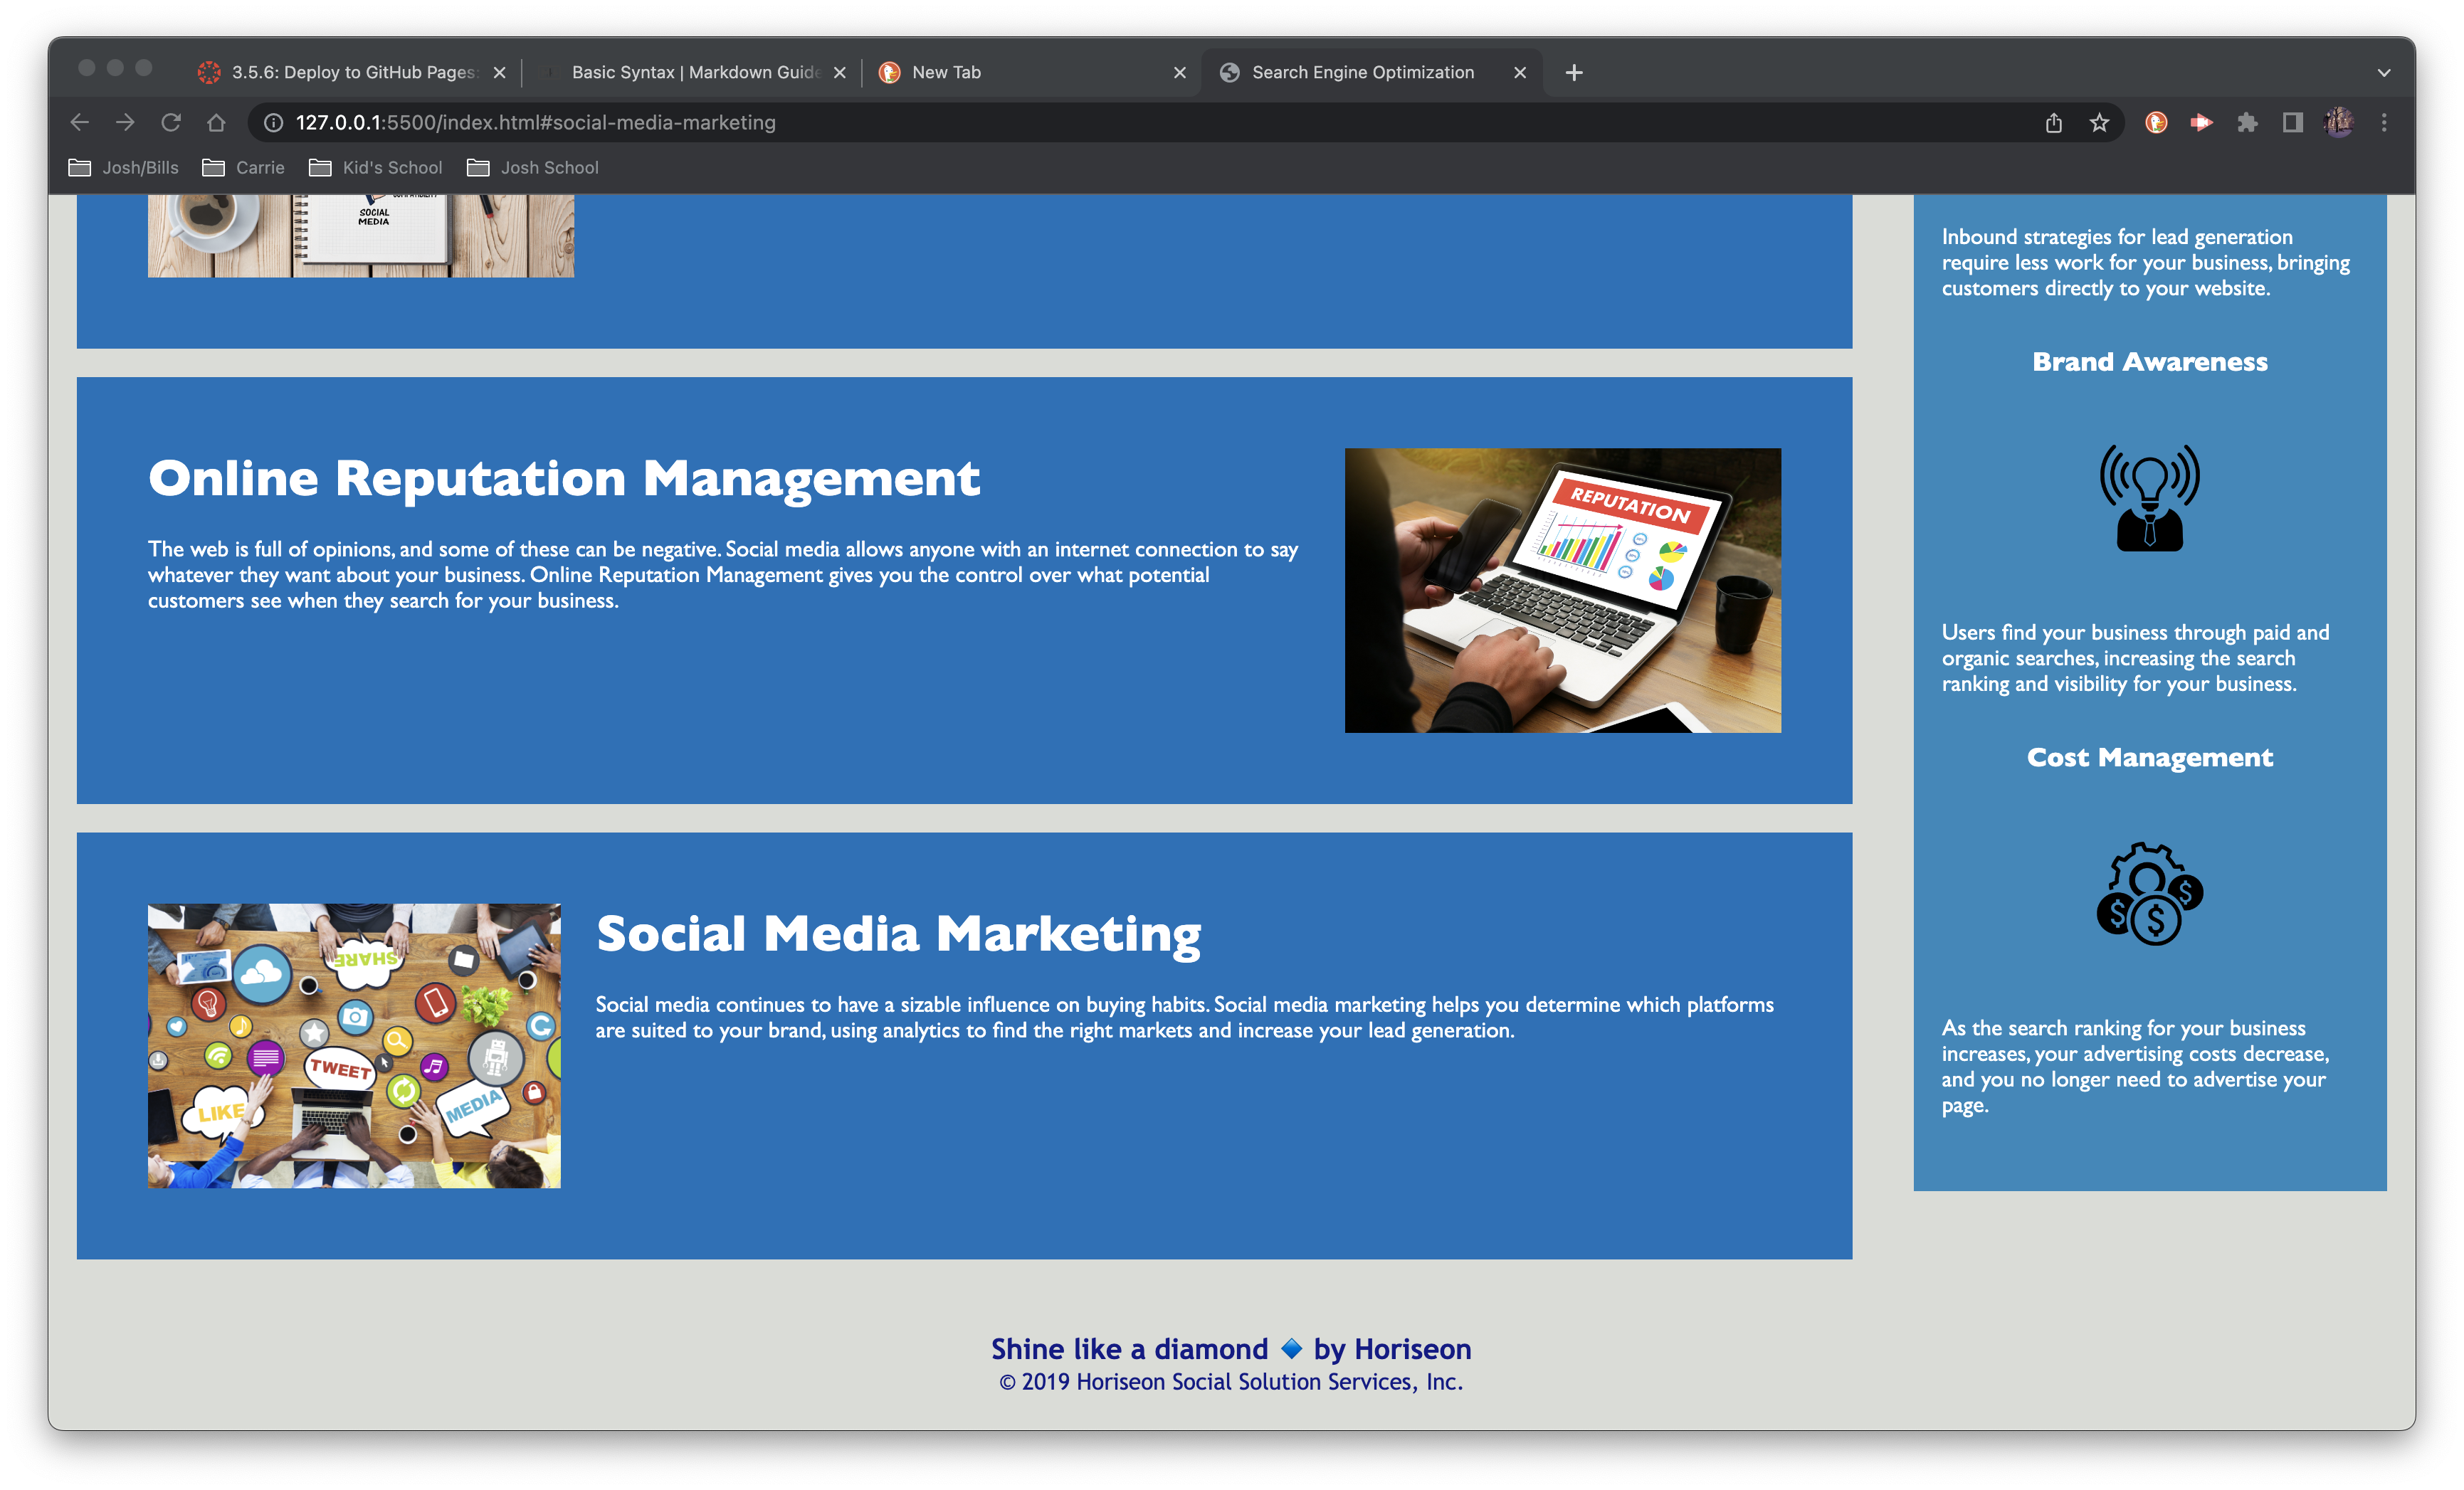 3.5.6: Deploy to GitHub Pages:
Basic Syntax | Markdown Guide
New Tab
Search Engine Optimization
127.0.0.1:5500/index.html#social-media-marketing
Josh/Bills
Carrie
Kid's School
Josh School
SOCIAL
MEDIA
Inbound strategies for lead generation
require less work for your business, bringing
customers directly to your website.
Brand Awareness
Users find your business through paid and
organic searches, increasing the search
ranking and visibility for your business.
Cost Management
As the search ranking for your business
increases, your advertising costs decrease,
and you no longer need to advertise your
page.
Online Reputation Management
The web is full of opinions, and some of these can be negative. Social media allows anyone with an internet connection to say
whatever they want about your business. Online Reputation Management gives you the control over what potential
customers see when they search for your business.
REPUTATION
SHARE
TWEET
LIKE
MEDIA
Social Media Marketing
Social media continues to have a sizable influence on buying habits. Social media marketing helps you determine which platforms
are suited to your brand, using analytics to find the right markets and increase your lead generation.
Shine like a diamond 🔷 by Horiseon
© 2019 Horiseon Social Solution Services, Inc.